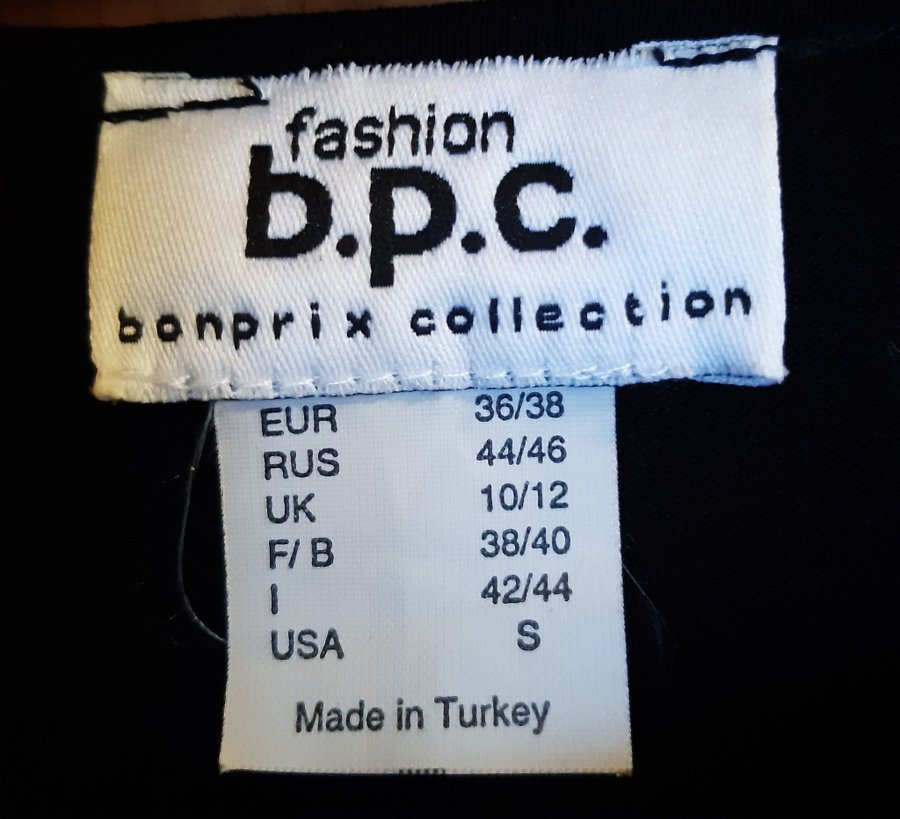 fashion
b.p.c.
bonprix collection
EUR 36/38
RUS 44/46
UK 10/12
F/ B 38/40
I 42/44
USA S
Made in Turkey